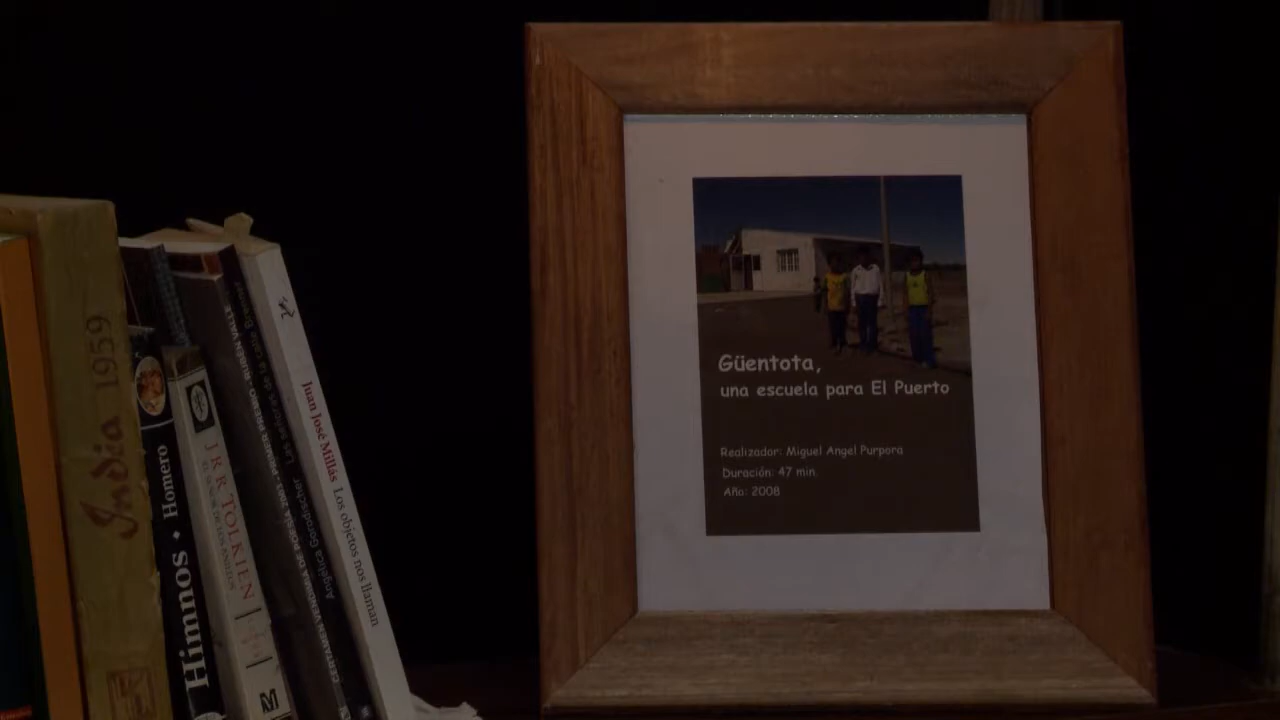 India 1959
Himnos • Homero
J R R TOLKIEN
Angélica Gorodischer
Juan José Millás Los objetos nos llaman
Güentota,
una escuela para El Puerto
Realizador: Miguel Angel Purpora
Duración: 47 min.
Año: 2008